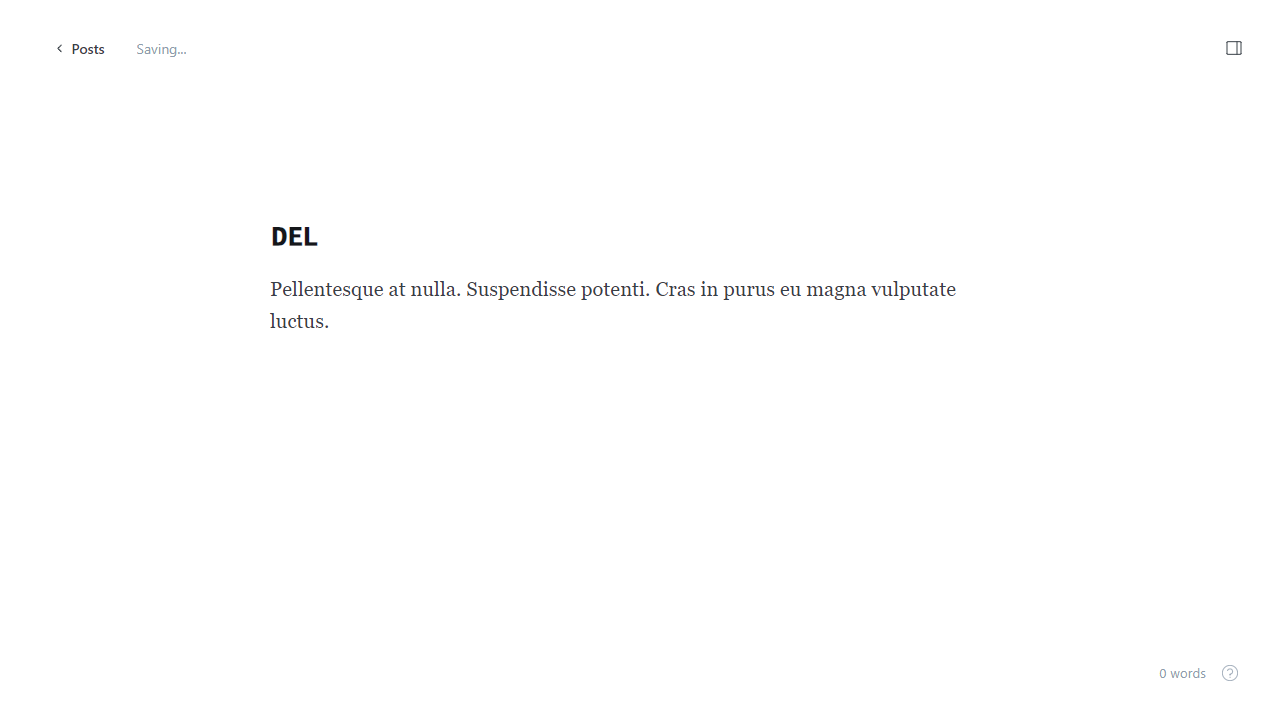 Posts Saving...
DEL
Pellentesque at nulla. Suspendisse potenti. Cras in purus eu magna vulputate
luctus.
0 words